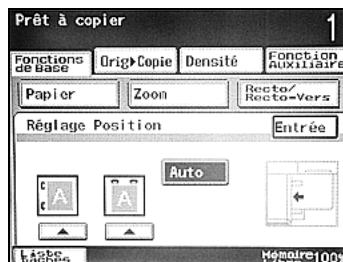 Prêt à copier 1
Fonctions de Base
Orig▶Copie
Densité
Fonction Auxiliaire
Papier
Zoom
Recto/
Recto-Vers
Réglage Position
Entrée
Auto
A
A
Liste
tâches
Mémoire 100%